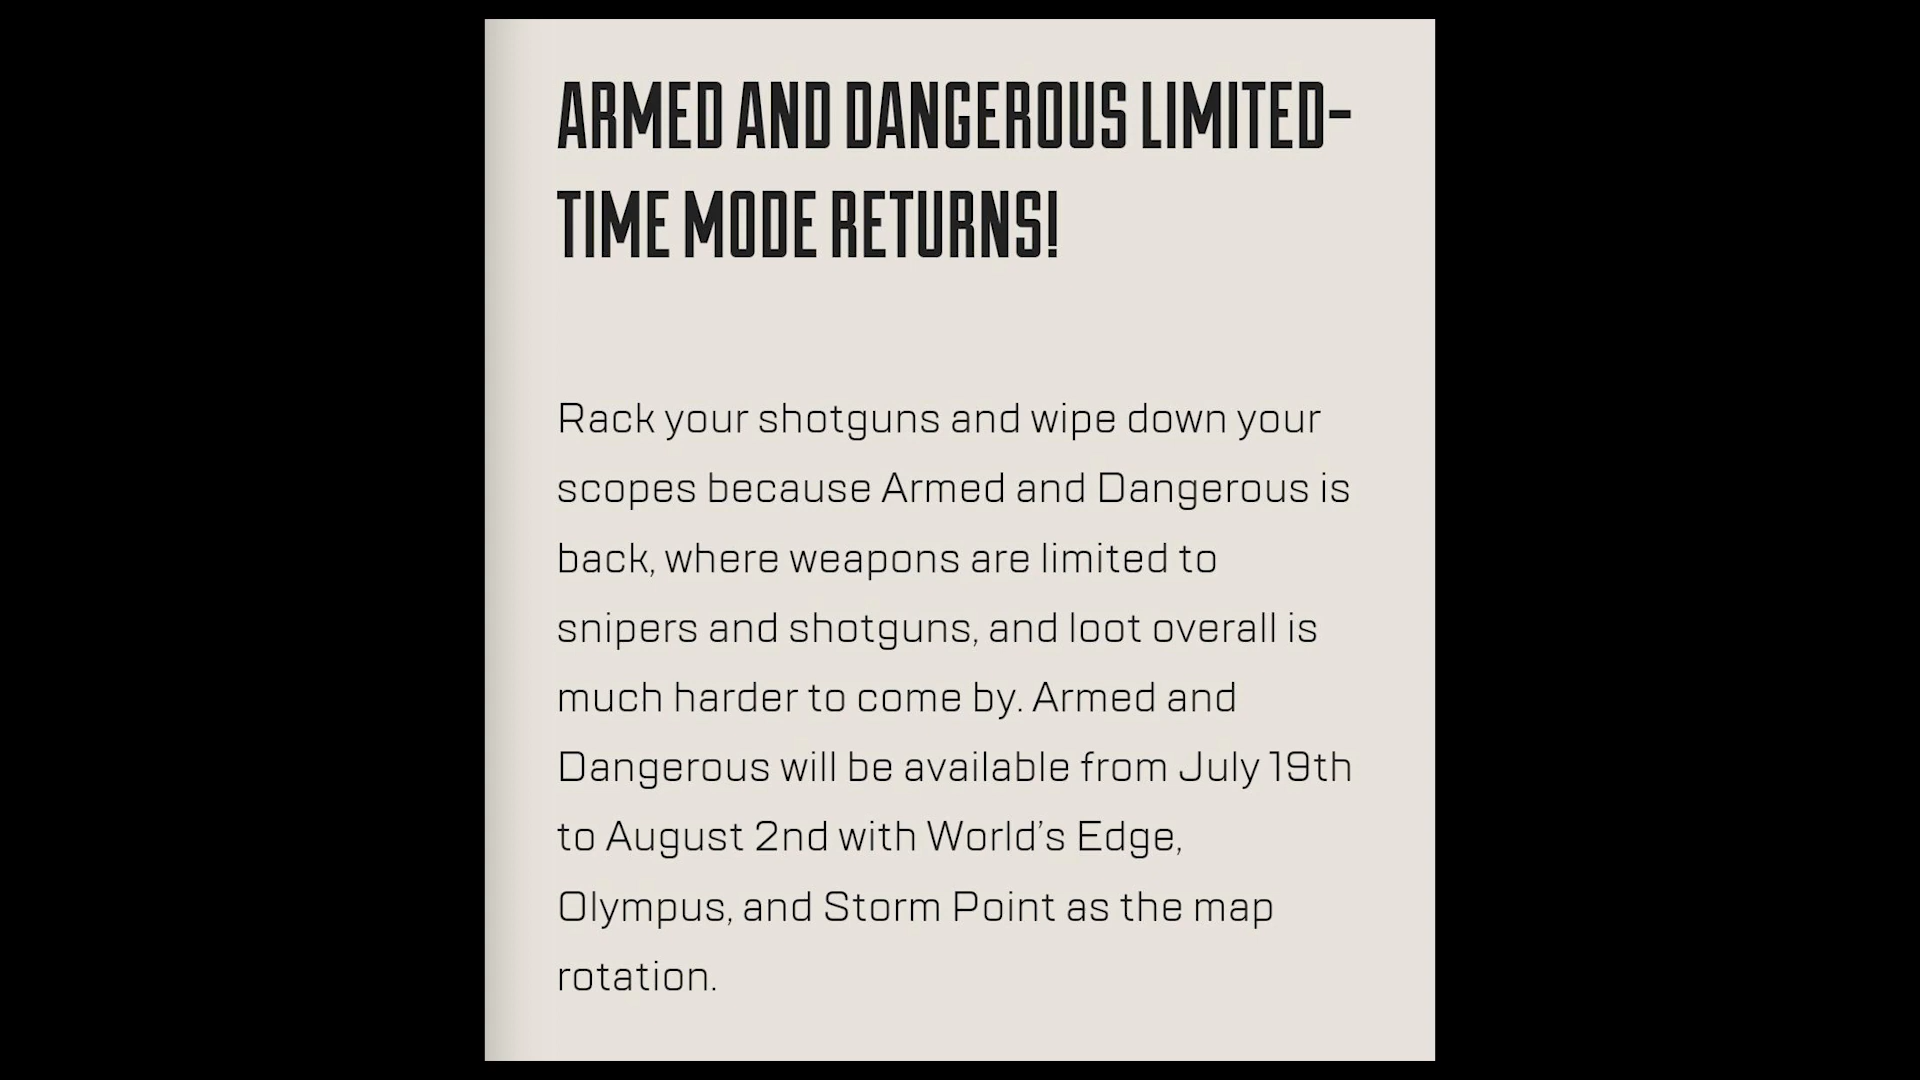 ARMED AND DANGEROUS LIMITED-
TIME MODE RETURNS!
Rack your shotguns and wipe down your
scopes because Armed and Dangerous is
back, where weapons are limited to
snipers and shotguns, and loot overall is
much harder to come by. Armed and
Dangerous will be available from July 19th
to August 2nd with World’s Edge,
Olympus, and Storm Point as the map
rotation.